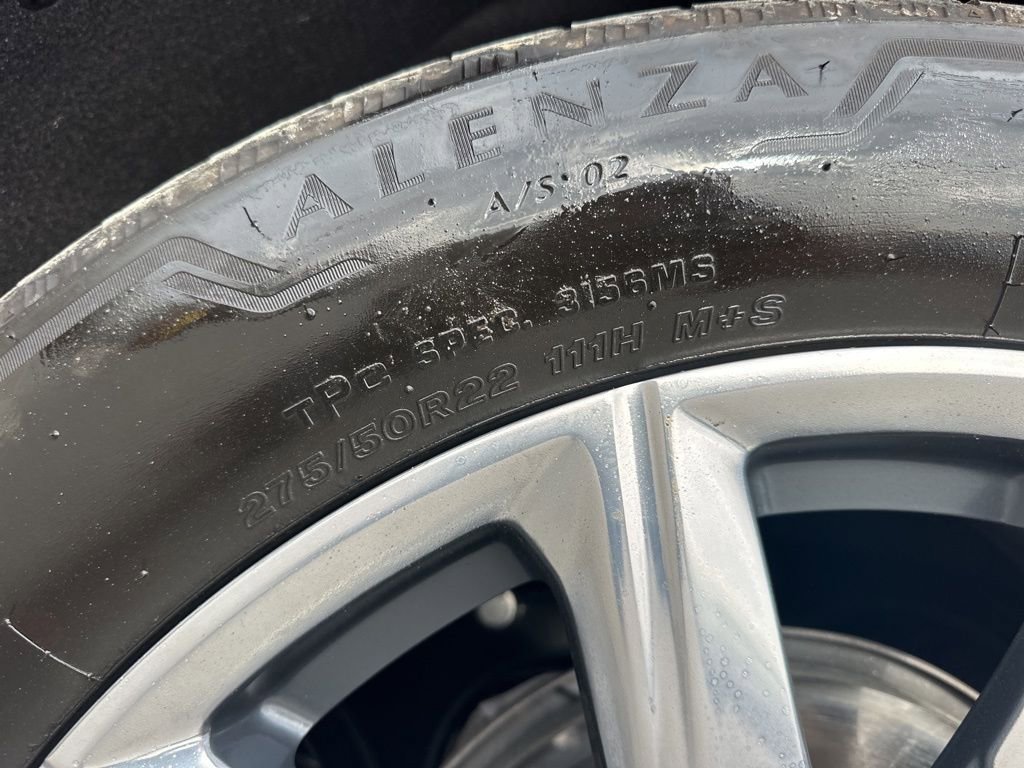 ALENZA
A/S 02
TPC SPEC. 3156MS
275/50R22 111H M+S